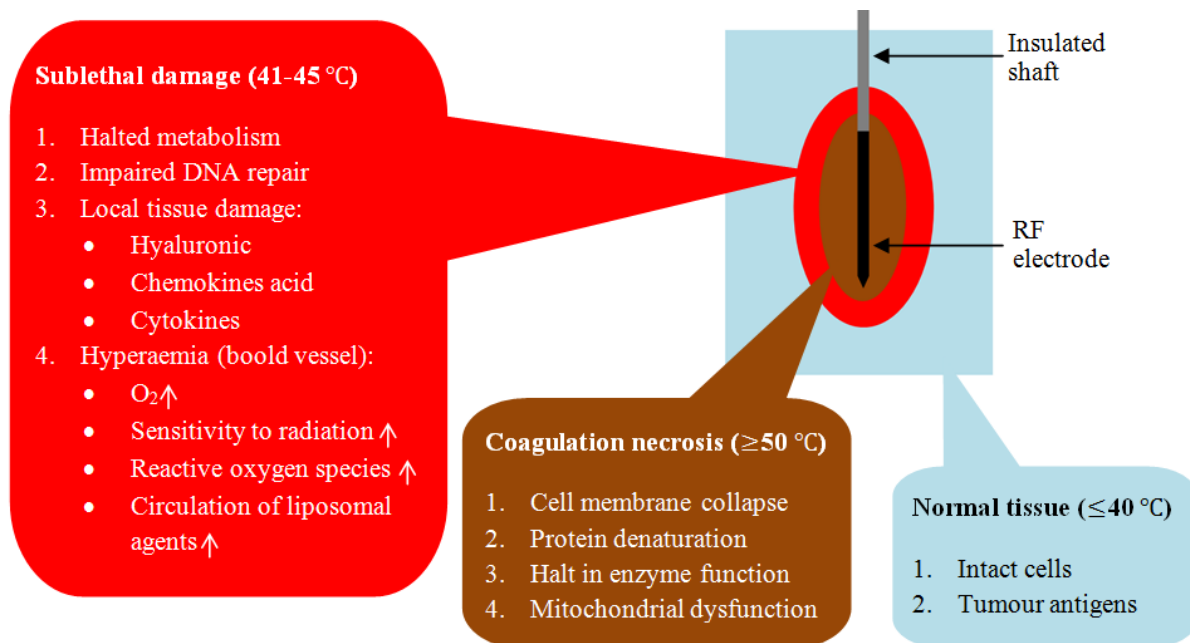 Sublethal damage (41-45 ℃)
1. Halted metabolism
2. Impaired DNA repair
3. Local tissue damage:
• Hyaluronic
• Chemokines acid
• Cytokines
4. Hyperaemia (boold vessel):
• O₂↑
• Sensitivity to radiation ↑
• Reactive oxygen species ↑
• Circulation of liposomal
agents ↑
Insulated
shaft
RF
electrode
Coagulation necrosis (≥50 ℃)
1. Cell membrane collapse
2. Protein denaturation
3. Halt in enzyme function
4. Mitochondrial dysfunction
Normal tissue (≤40 ℃)
1. Intact cells
2. Tumour antigens